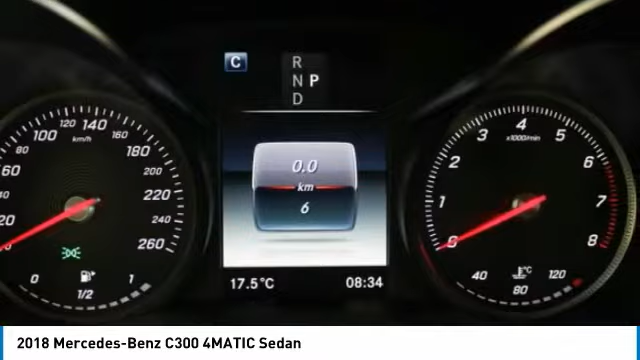 C
R
N P
D
100 120 140 160
80 km/h 180
60
220
20 240
260
0 1/2 1
0.0
km
6
17.5°C 08:34
4
3 5
x1000/min
2 6
1 7
0 8
40 °C 120
80
2018 Mercedes-Benz C300 4MATIC Sedan